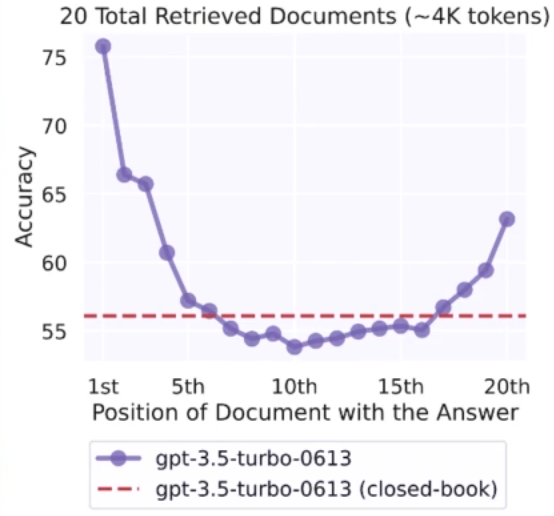 20 Total Retrieved Documents (~4K tokens)
75
70
65
60
55
Accuracy
1st 5th 10th 15th 20th
Position of Document with the Answer
gpt-3.5-turbo-0613
gpt-3.5-turbo-0613 (closed-book)